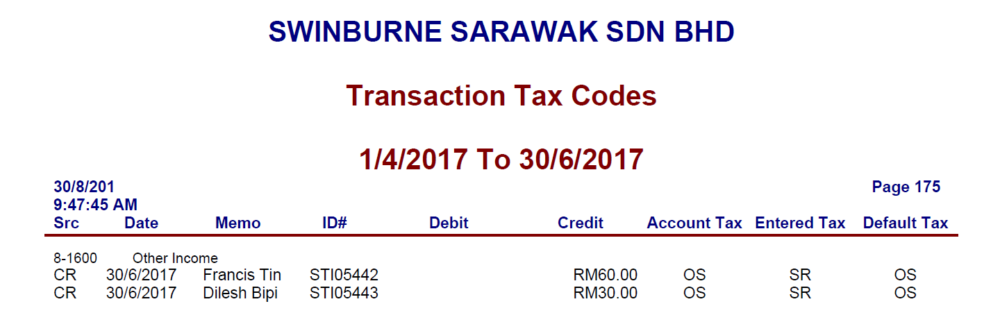 SWINBURNE SARAWAK SDN BHD
Transaction Tax Codes
1/4/2017 To 30/6/2017
30/8/201 Page 175
9:47:45 AM
Src Date Memo ID# Debit Credit Account Tax Entered Tax Default Tax
8-1600 Other Income
CR 30/6/2017 Francis Tin STI05442 RM60.00 OS SR OS
CR 30/6/2017 Dilesh Bipi STI05443 RM30.00 OS SR OS